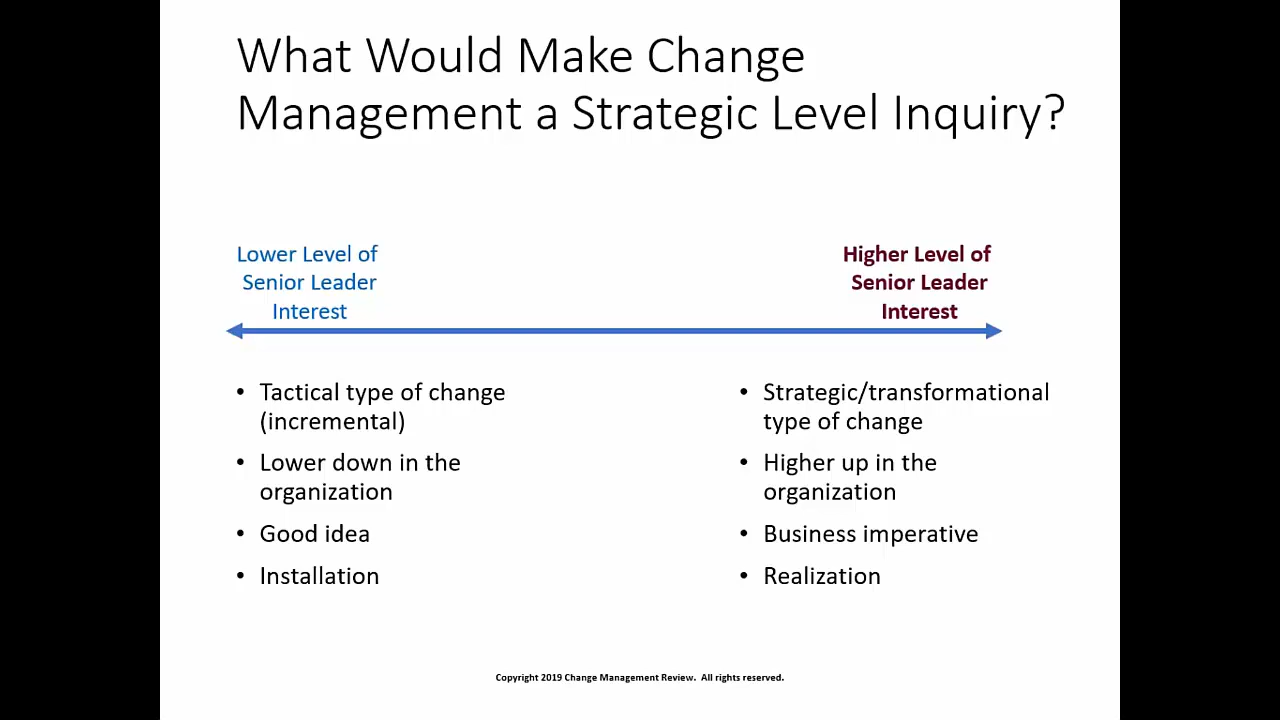 What Would Make Change
Management a Strategic Level Inquiry?
Lower Level of
Senior Leader
Interest
Higher Level of
Senior Leader
Interest
• Tactical type of change
(incremental)
• Lower down in the
organization
• Good idea
• Installation
• Strategic/transformational
type of change
• Higher up in the
organization
• Business imperative
• Realization
Copyright 2019 Change Management Review.  All rights reserved.